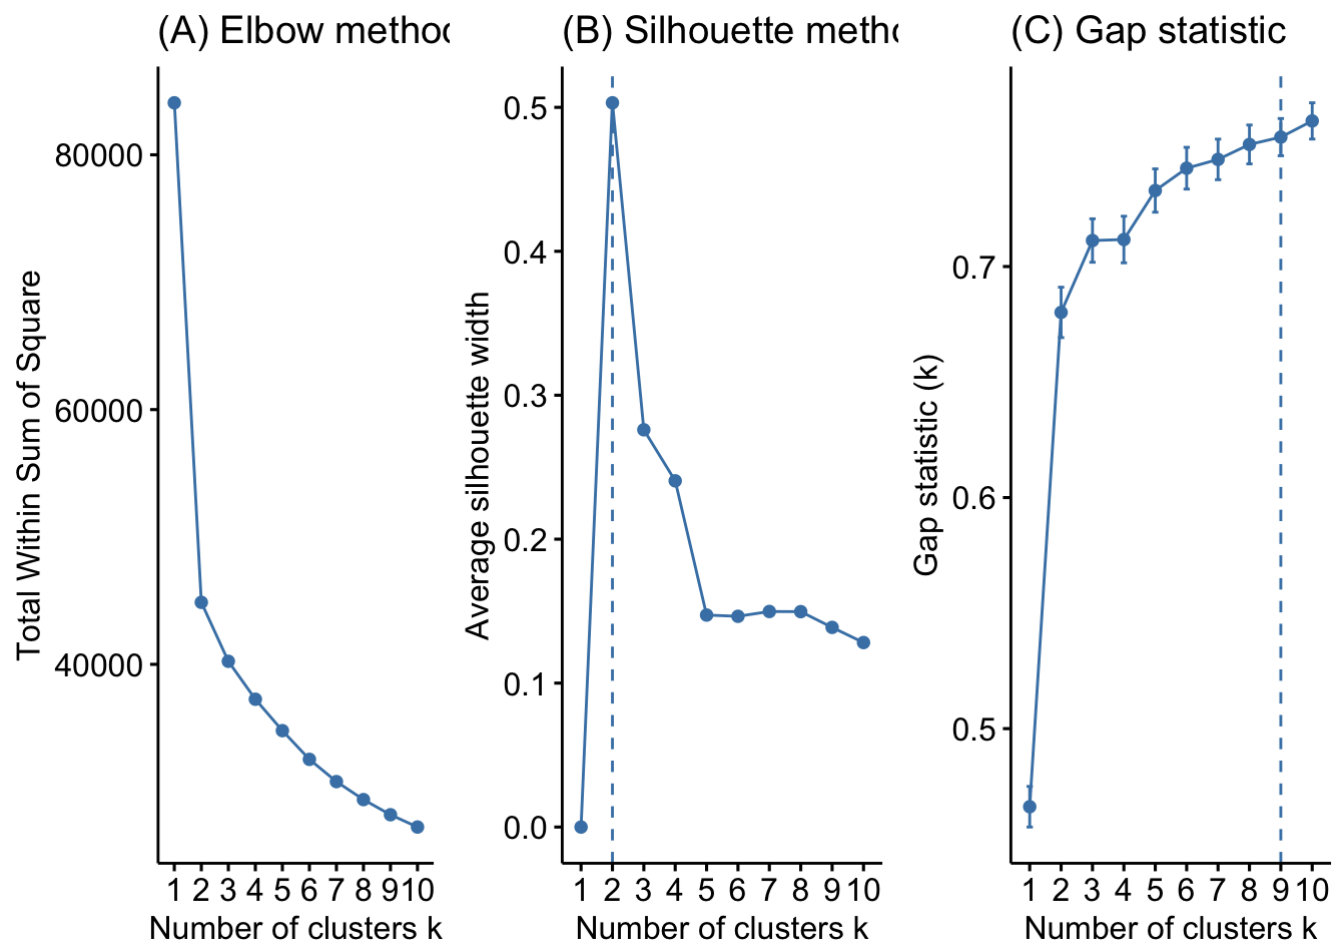 (A) Elbow metho
Total Within Sum of Square
80000
60000
40000
1 2 3 4 5 6 7 8 9 10
Number of clusters k
(B) Silhouette meth
Average silhouette width
0.5
0.4
0.3
0.2
0.1
0.0
1 2 3 4 5 6 7 8 9 10
Number of clusters k
(C) Gap statistic
Gap statistic (k)
0.7
0.6
0.5
1 2 3 4 5 6 7 8 9 10
Number of clusters k